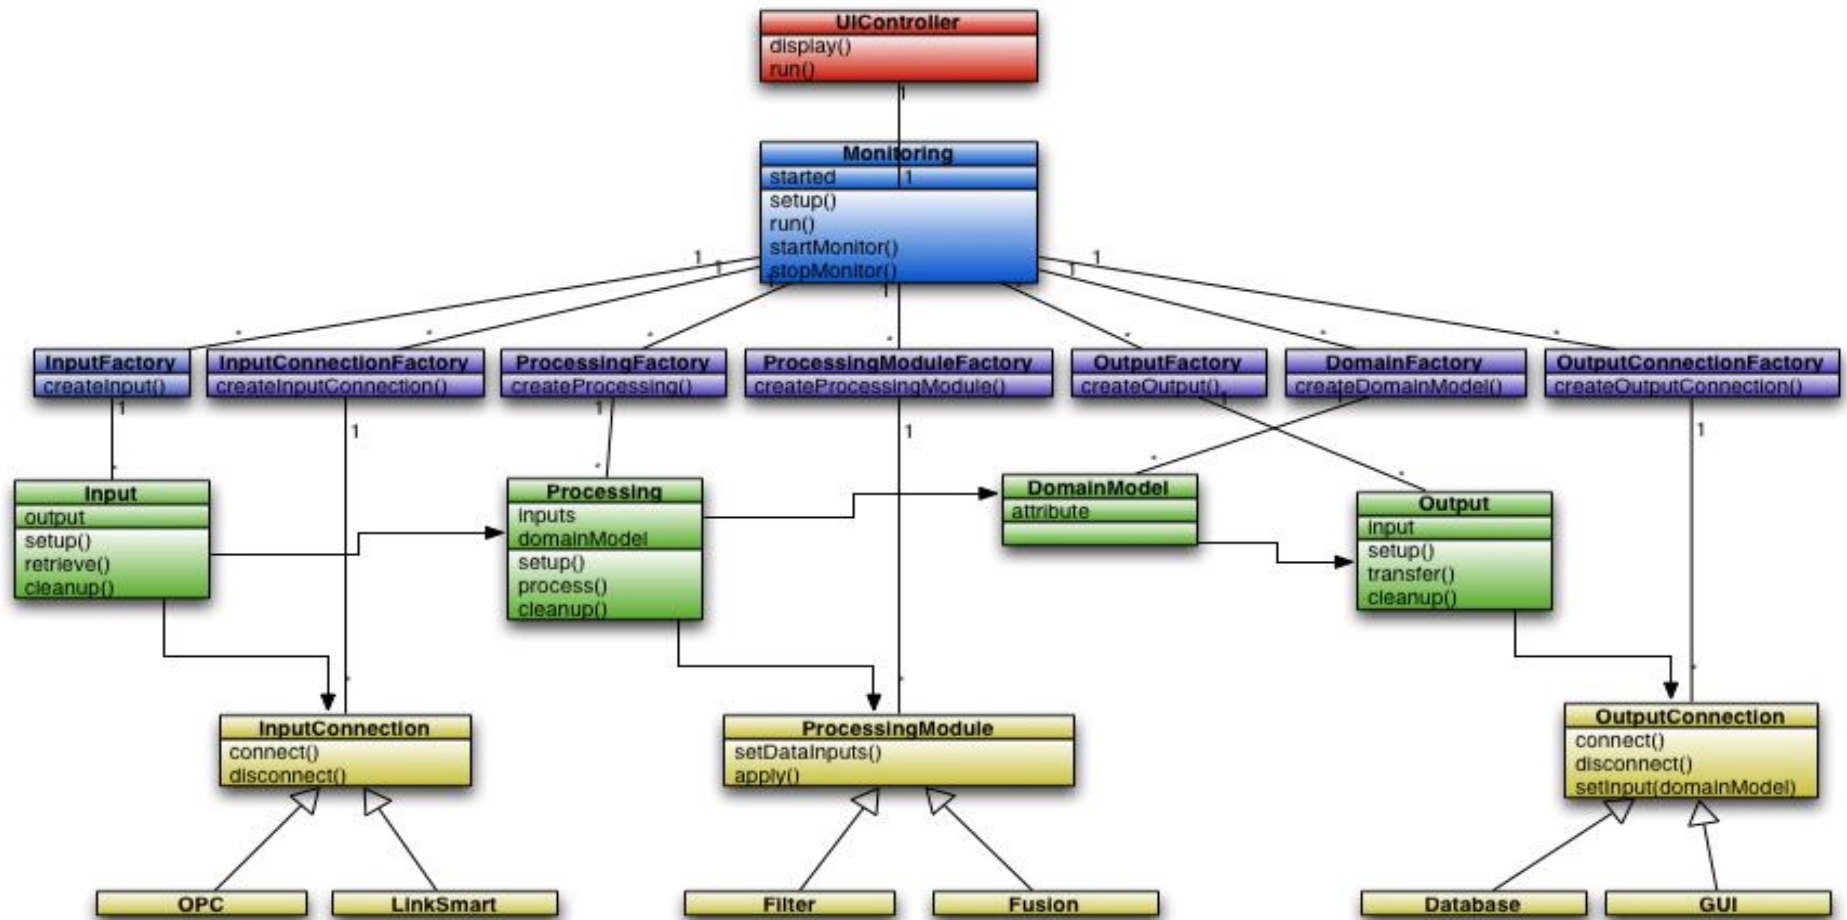 UIController
display()
run()
1
Monitoring
started
1
setup()
run()
startMonitor()
stopMonitor()
1
1
1
1
1
1
*
*
*
*
*
*
*
InputFactory
createInput()
InputConnectionFactory
createInputConnection()
ProcessingFactory
createProcessing()
ProcessingModuleFactory
createProcessingModule()
OutputFactory
createOutput()
DomainFactory
createDomainModel()
OutputConnectionFactory
createOutputConnection()
1
1
1
1
1
1
1
*
*
*
*
Input
output
setup()
retrieve()
cleanup()
Processing
inputs
domainModel
setup()
process()
cleanup()
DomainModel
attribute
Output
input
setup()
transfer()
cleanup()
*
*
*
InputConnection
connect()
disconnect()
ProcessingModule
setDataInputs()
apply()
OutputConnection
connect()
disconnect()
setInput(domainModel)
OPC
LinkSmart
Filter
Fusion
Database
GUI